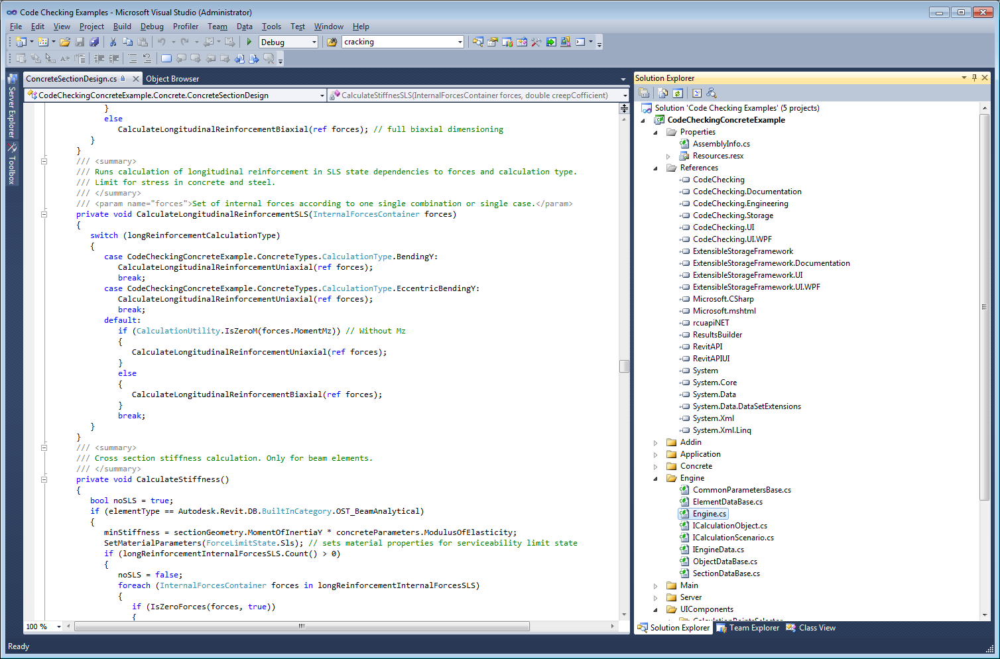 Code Checking Examples - Microsoft Visual Studio (Administrator)
File Edit View Project Build Debug Profiler Team Data Tools Test Window Help
Debug cracking
Server Explorer
Toolbox
ConcreteSectionDesign.cs Object Browser
CodeCheckingConcreteExample.Concrete.ConcreteSectionDesign CalculateStiffnesSLS(InternalForcesContainer forces, double creepCofficient)
}
else
CalculateLongitudinalReinforcementBiaxial(ref forces); // full biaxial dimensioning
}
}
/// <summary>
/// Runs calculation of longitudinal reinforcement in SLS state dependencies to forces and calculation type.
/// Limit for stress in concrete and steel.
/// </summary>
/// <param name="forces">Set of internal forces according to one single combination or single case.</param>
private void CalculateLongitudinalReinforcementSLS(InternalForcesContainer forces)
{
switch (longReinforcementCalculationType)
{
case CodeCheckingConcreteExample.ConcreteTypes.CalculationType.BendingY:
CalculateLongitudinalReinforcementUniaxial(ref forces);
break;
case CodeCheckingConcreteExample.ConcreteTypes.CalculationType.EccentricBendingY:
CalculateLongitudinalReinforcementUniaxial(ref forces);
break;
default:
if (CalculationUtility.IsZeroM(forces.MomentMz)) // Without Mz
{
CalculateLongitudinalReinforcementUniaxial(ref forces);
}
else
{
CalculateLongitudinalReinforcementBiaxial(ref forces);
}
break;
}
}
/// <summary>
/// Cross section stiffness calculation. Only for beam elements.
/// </summary>
private void CalculateStiffness()
{
bool noSLS = true;
if (elementType == Autodesk.Revit.DB.BuiltInCategory.OST_BeamAnalytical)
{
minStiffness = sectionGeometry.MomentOfInertiaY * concreteParameters.ModulusOfElasticity;
SetMaterialParameters(ForceLimitState.Sls); // sets material properties for serviceability limit state
if (longReinforcementInternalForcesSLS.Count() > 0)
{
noSLS = false;
foreach (InternalForcesContainer forces in longReinforcementInternalForcesSLS)
{
if (IsZeroForces(forces, true))
{
100 %
Solution Explorer
Solution 'Code Checking Examples' (5 projects)
CodeCheckingConcreteExample
Properties
AssemblyInfo.cs
Resources.resx
References
CodeChecking
CodeChecking.Documentation
CodeChecking.Engineering
CodeChecking.Storage
CodeChecking.UI
CodeChecking.UI.WPF
ExtensibleStorageFramework
ExtensibleStorageFramework.Documentation
ExtensibleStorageFramework.UI
ExtensibleStorageFramework.UI.WPF
Microsoft.CSharp
Microsoft.mshtml
rcuapiNET
ResultsBuilder
RevitAPI
RevitAPIUI
System
System.Core
System.Data
System.Data.DataSetExtensions
System.Xml
System.Xml.Linq
Addin
Application
Concrete
Engine
CommonParametersBase.cs
ElementDataBase.cs
Engine.cs
ICalculationObject.cs
ICalculationScenario.cs
IEngineData.cs
ObjectDataBase.cs
SectionDataBase.cs
Main
Server
UIComponents
CalculationPointsSelector
Solution Explorer Team Explorer Class View
Ready